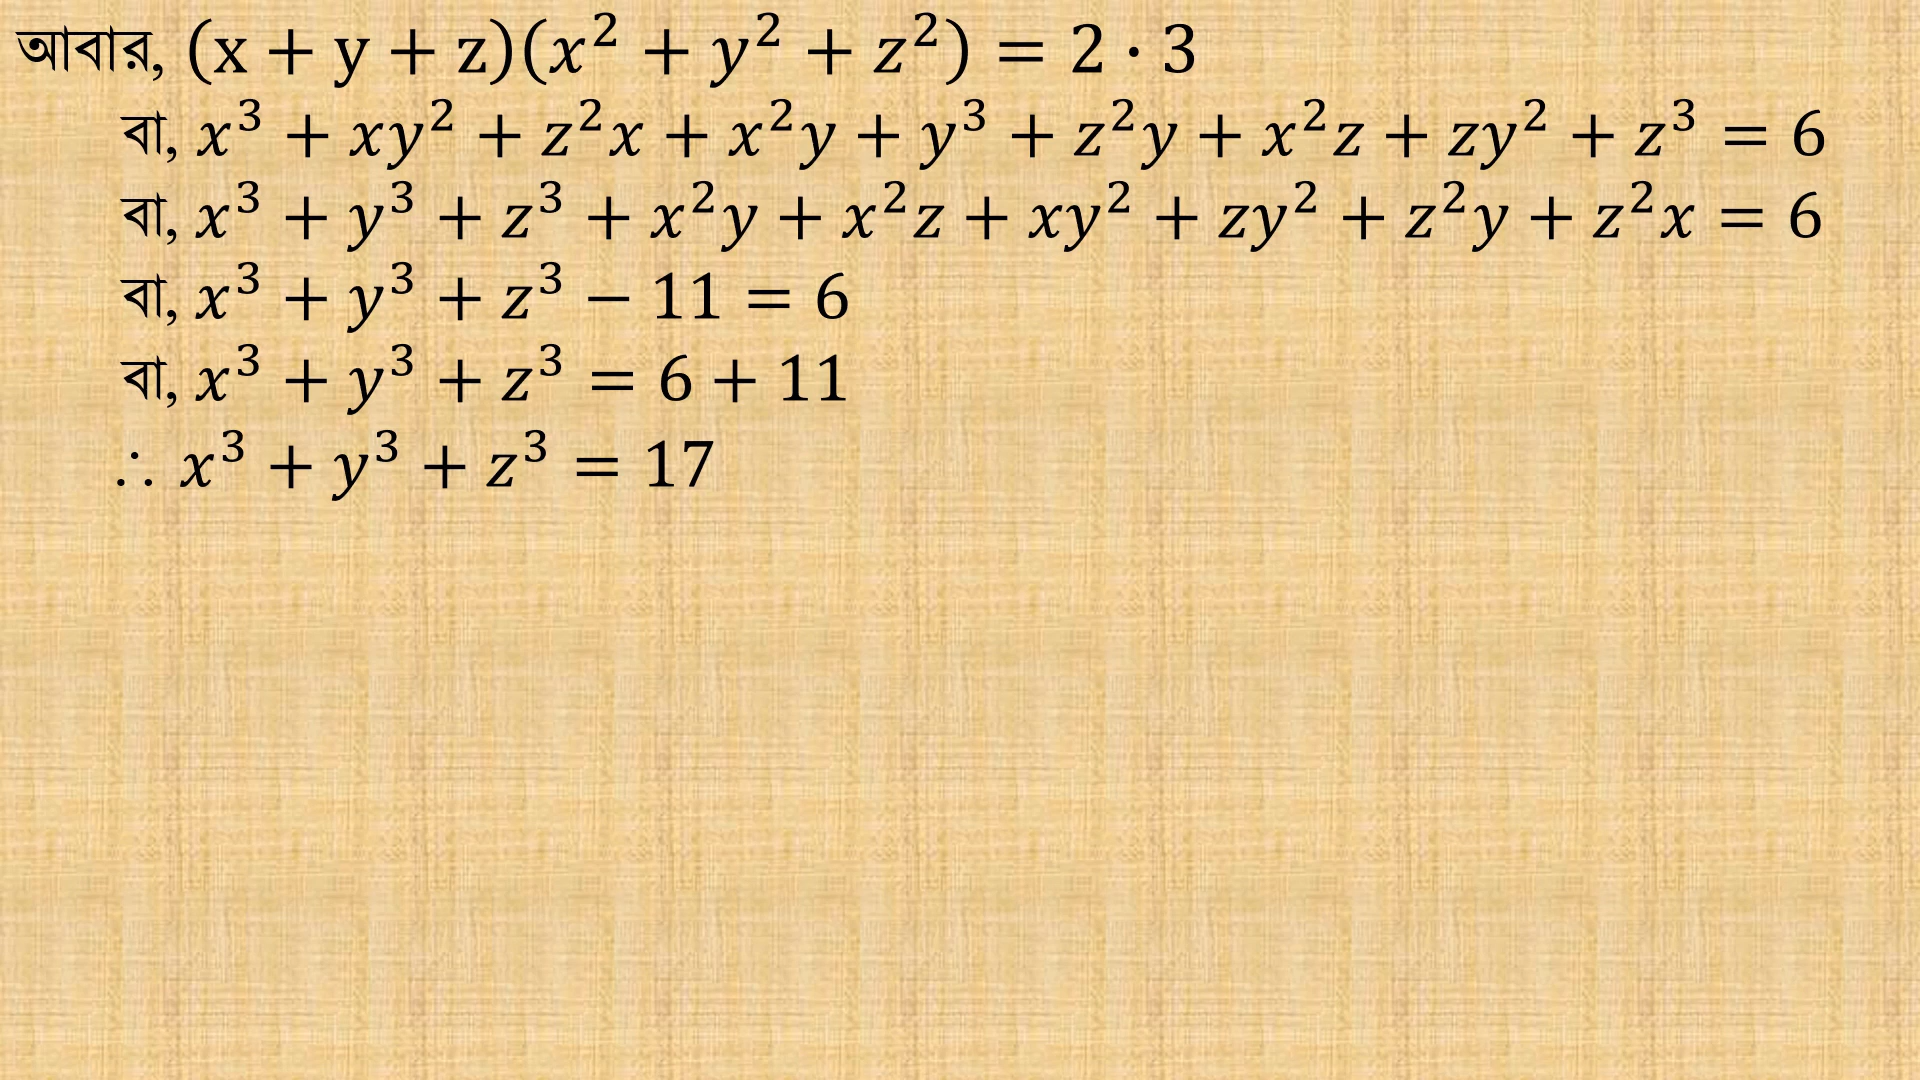 আবার, (x + y + z)(x² + y² + z²) = 2 · 3
বা, x³ + xy² + z²x + x²y + y³ + z²y + x²z + zy² + z³ = 6
বা, x³ + y³ + z³ + x²y + x²z + xy² + zy² + z²y + z²x = 6
বা, x³ + y³ + z³ − 11 = 6
বা, x³ + y³ + z³ = 6 + 11
∴ x³ + y³ + z³ = 17